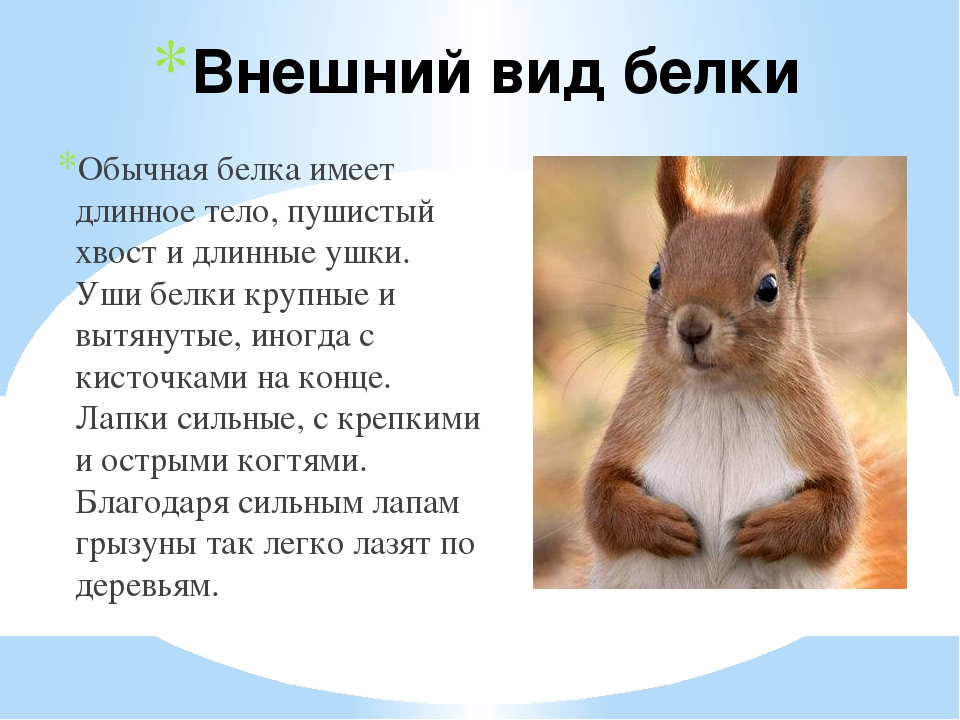 * Внешний вид белки
* Обычная белка имеет
длинное тело, пушистый
хвост и длинные ушки.
Уши белки крупные и
вытянутые, иногда с
кисточками на конце.
Лапки сильные, с крепкими
и острыми когтями.
Благодаря сильным лапам
грызуны так легко лазят по
деревьям.